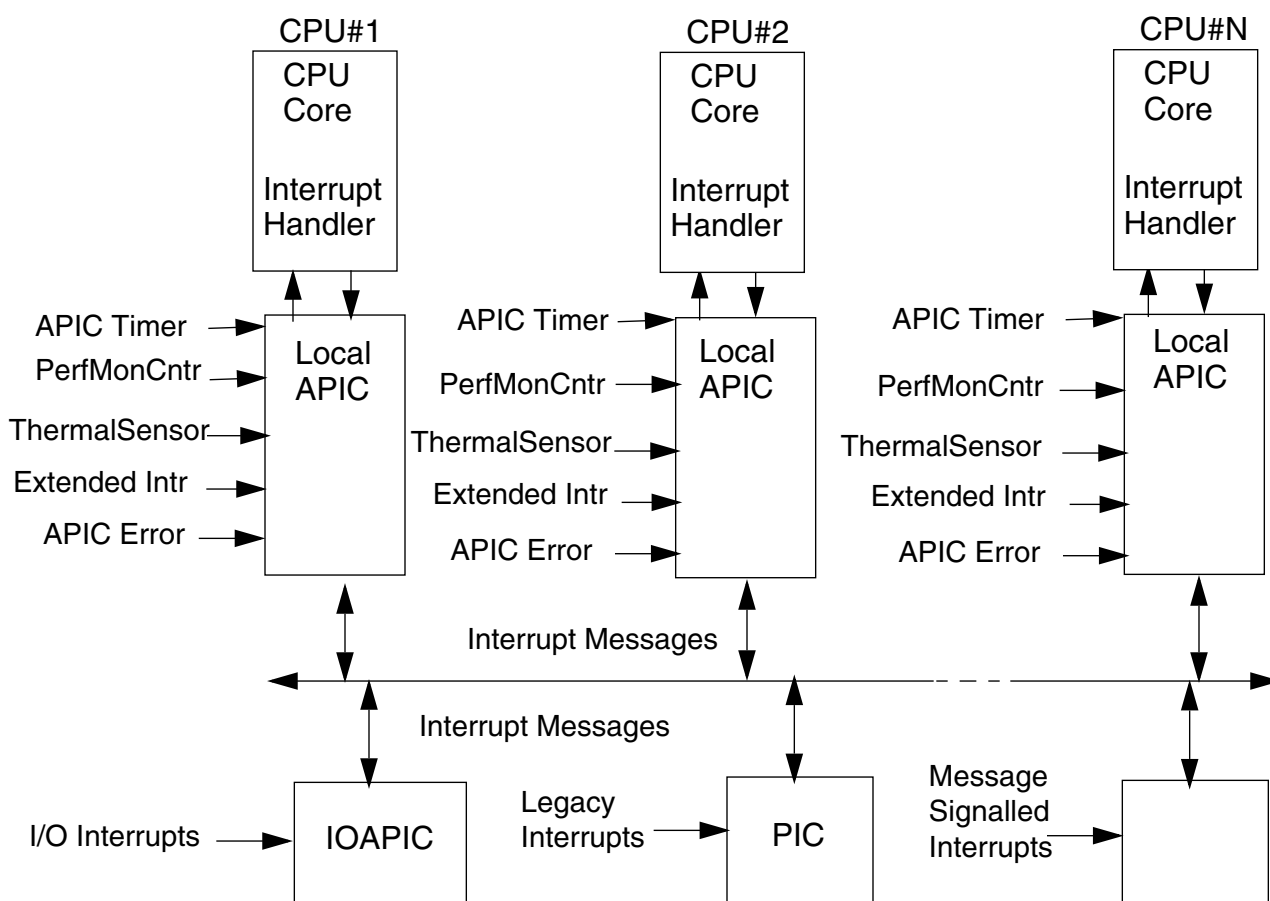 CPU#1
CPU#2
CPU#N
CPU
Core
Interrupt
Handler
CPU
Core
Interrupt
Handler
CPU
Core
Interrupt
Handler
APIC Timer
PerfMonCntr
ThermalSensor
Extended Intr
APIC Error
Local
APIC
APIC Timer
PerfMonCntr
ThermalSensor
Extended Intr
APIC Error
Local
APIC
APIC Timer
PerfMonCntr
ThermalSensor
Extended Intr
APIC Error
Local
APIC
Interrupt Messages
Interrupt Messages
I/O Interrupts
IOAPIC
Legacy
Interrupts
PIC
Message
Signalled
Interrupts